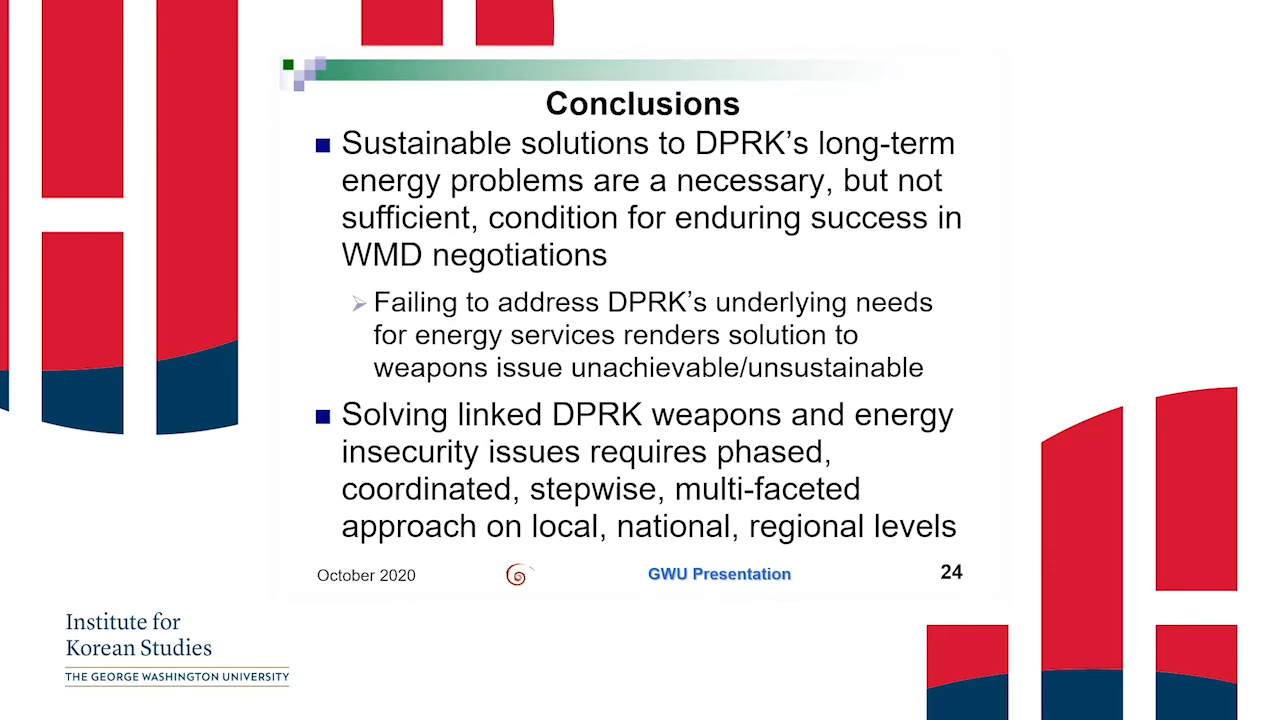 Conclusions
Sustainable solutions to DPRK's long-term
energy problems are a necessary, but not
sufficient, condition for enduring success in
WMD negotiations
Failing to address DPRK's underlying needs
for energy services renders solution to
weapons issue unachievable/unsustainable
Solving linked DPRK weapons and energy
insecurity issues requires phased,
coordinated, stepwise, multi-faceted
approach on local, national, regional levels
October 2020
GWU Presentation
24
Institute for
Korean Studies
THE GEORGE WASHINGTON UNIVERSITY